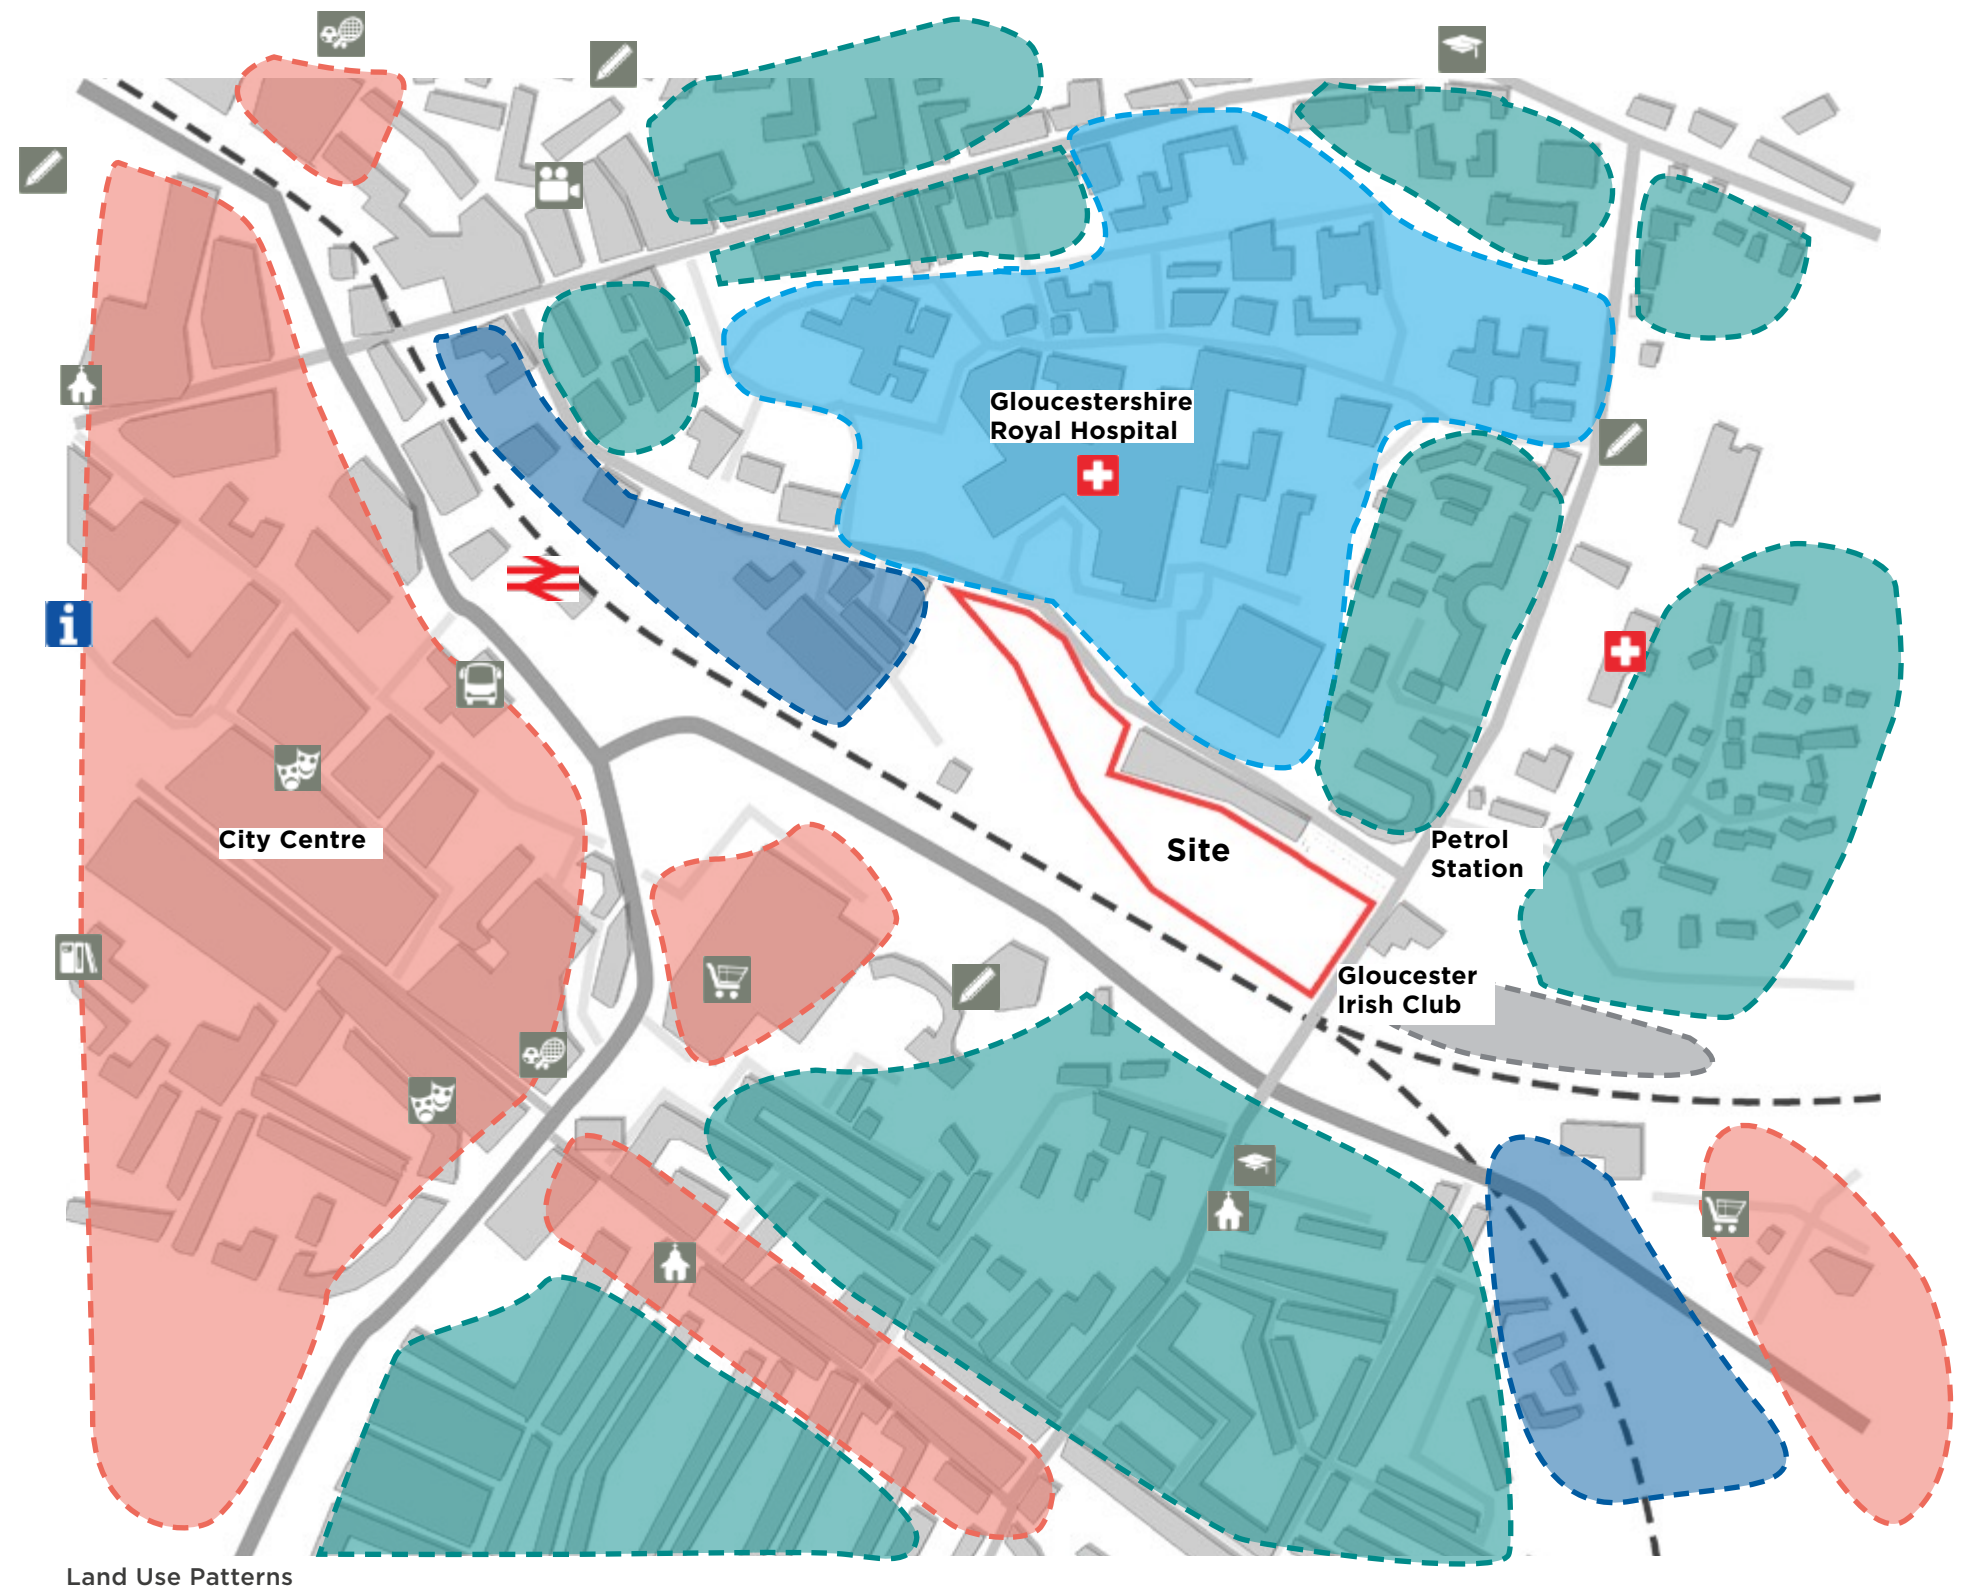 Gloucestershire
Royal Hospital
City Centre
Site
Petrol
Station
Gloucester
Irish Club
Land Use Patterns